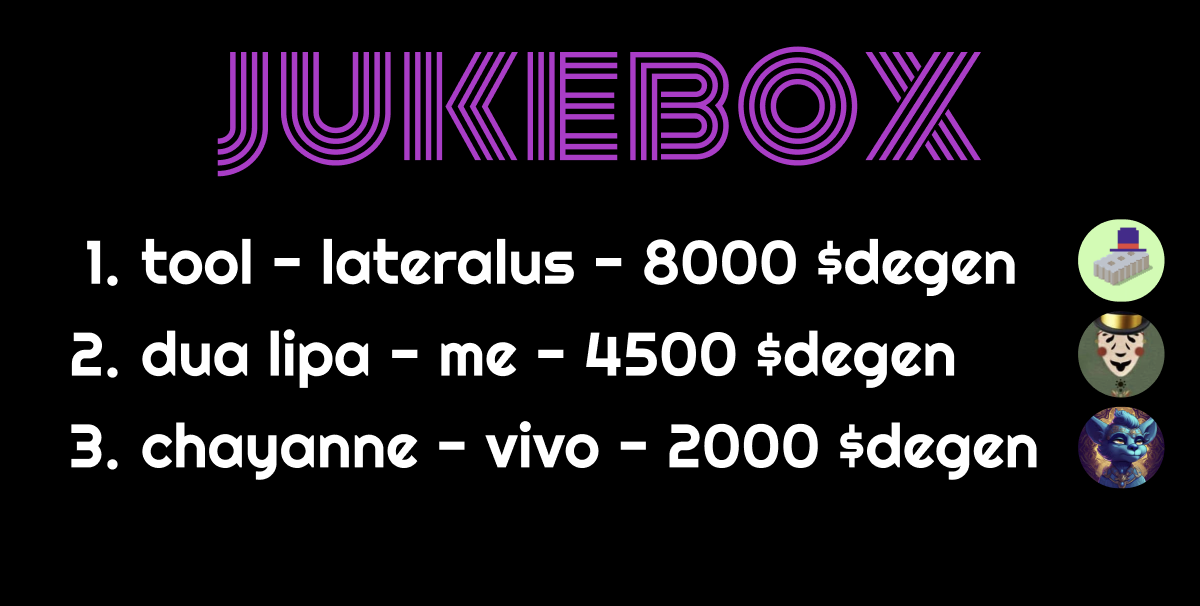 JUKEBOX
1. tool - lateralus - 8000 $degen
2. dua lipa - me - 4500 $degen
3. chayanne - vivo - 2000 $degen